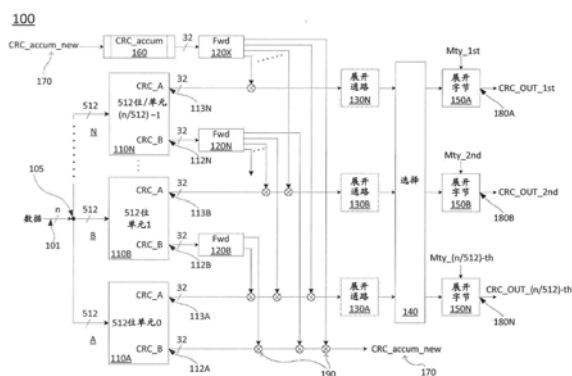 100
CRC_accum_new
170
CRC_accum
160
32
Fwd
120X
512
N
CRC_A
32
113N
512位/单元
(n/512)−1
CRC_B
32
110N
112N
Fwd
120N
展开
通路
130N
选择
140
Mty_1st
展开
字节
150A
CRC_OUT_1st
180A
105
数据
n
101
512
B
CRC_A
32
113B
512位
单元1
CRC_B
32
110B
112B
Fwd
120B
展开
通路
130B
Mty_2nd
展开
字节
150B
CRC_OUT_2nd
180B
512
A
CRC_A
32
113A
512位单元0
CRC_B
32
110A
112A
展开
通路
130A
Mty_(n/512)-th
展开
字节
150N
CRC_OUT_(n/512)-th
180N
190
CRC_accum_new
170